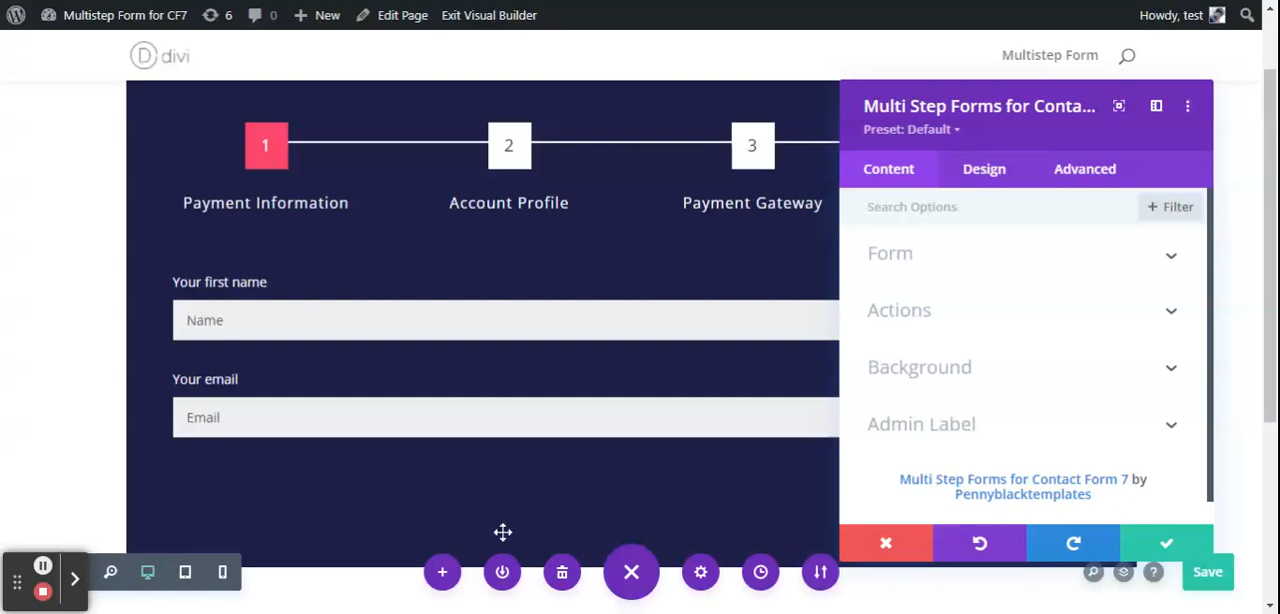 Multistep Form for CF7 6 0 New Edit Page Exit Visual Builder Howdy, test
D divi Multistep Form
Multi Step Forms for Conta...
Preset: Default
Content Design Advanced
Search Options + Filter
1 2 3
Payment Information Account Profile Payment Gateway
Form
Your first name
Name
Actions
Your email
Email
Background
Admin Label
Multi Step Forms for Contact Form 7 by
Pennyblacktemplates
? Save